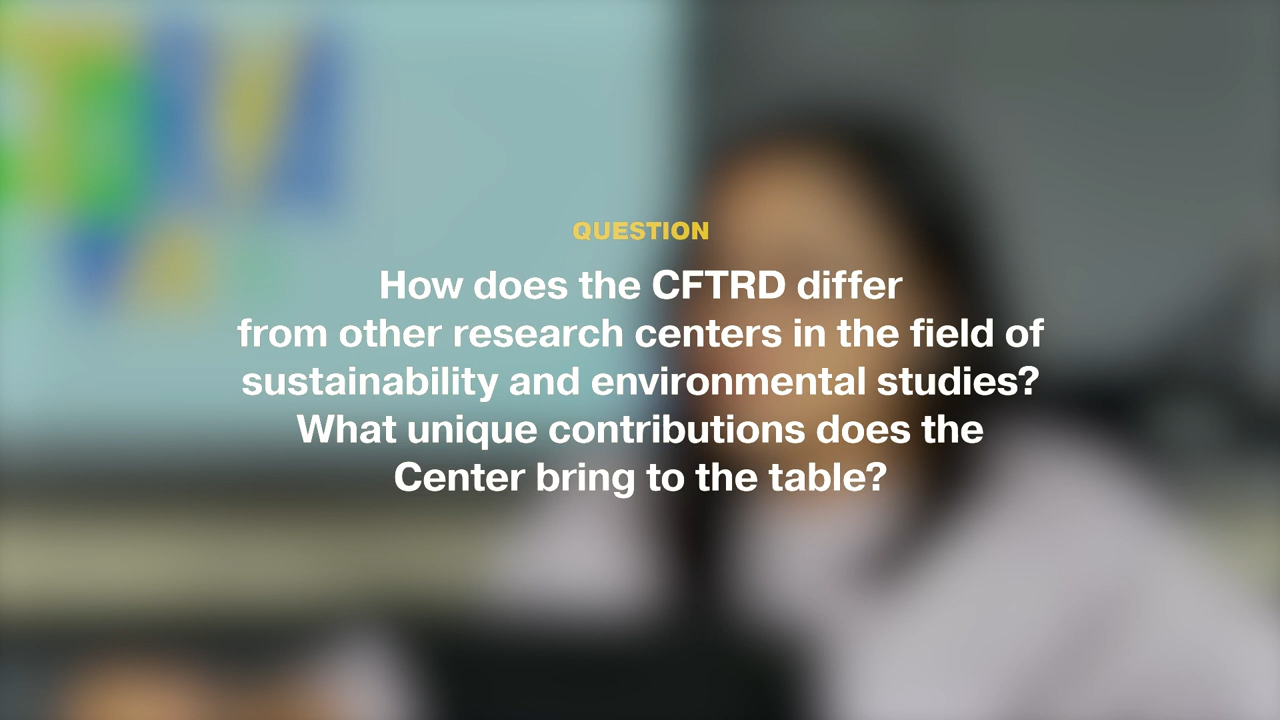 QUESTION
How does the CFTRD differ
from other research centers in the field of
sustainability and environmental studies?
What unique contributions does the
Center bring to the table?